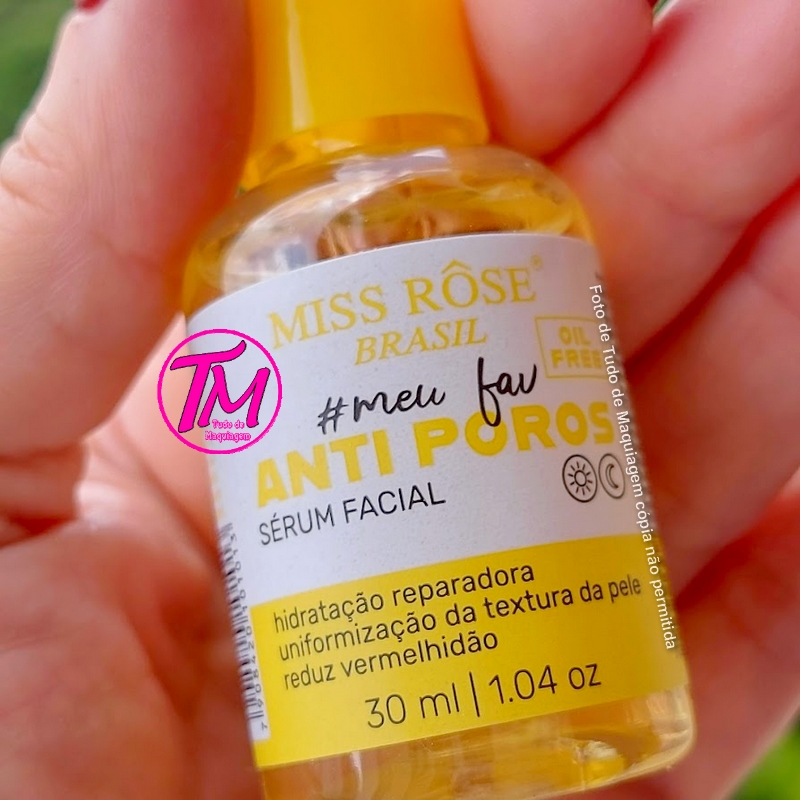 MISS RÔSE®
BRASIL
OIL
FREE
#meu fav
ANTI POROS
SÉRUM FACIAL
hidratação reparadora
uniformização da textura da pele
reduz vermelhidão
30 ml | 1.04 oz
TM
Tudo de
Maquiagem
Foto de Tudo de Maquiagem cópia não permitida